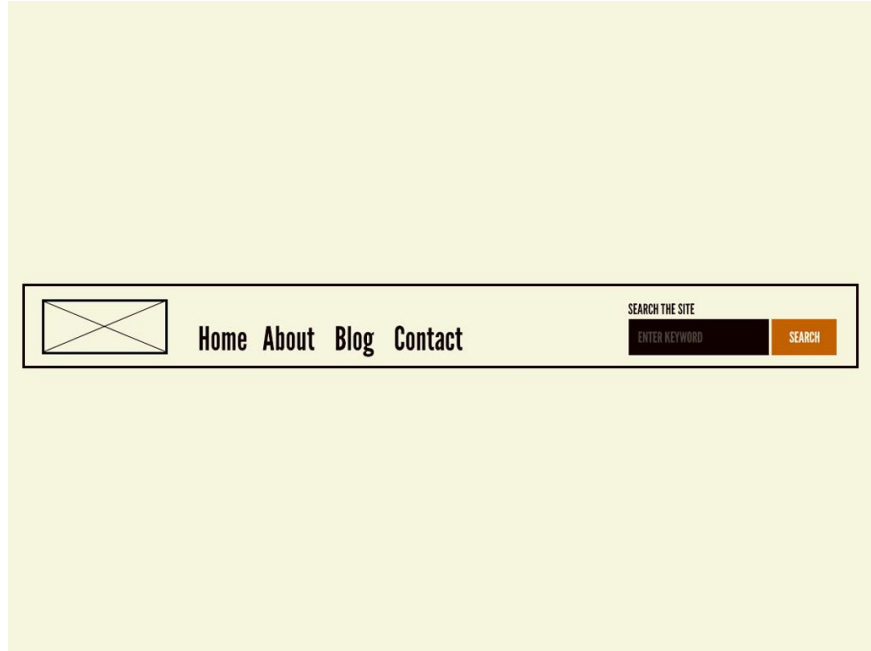 SEARCH THE SITE
Home About Blog Contact
ENTER KEYWORD
SEARCH